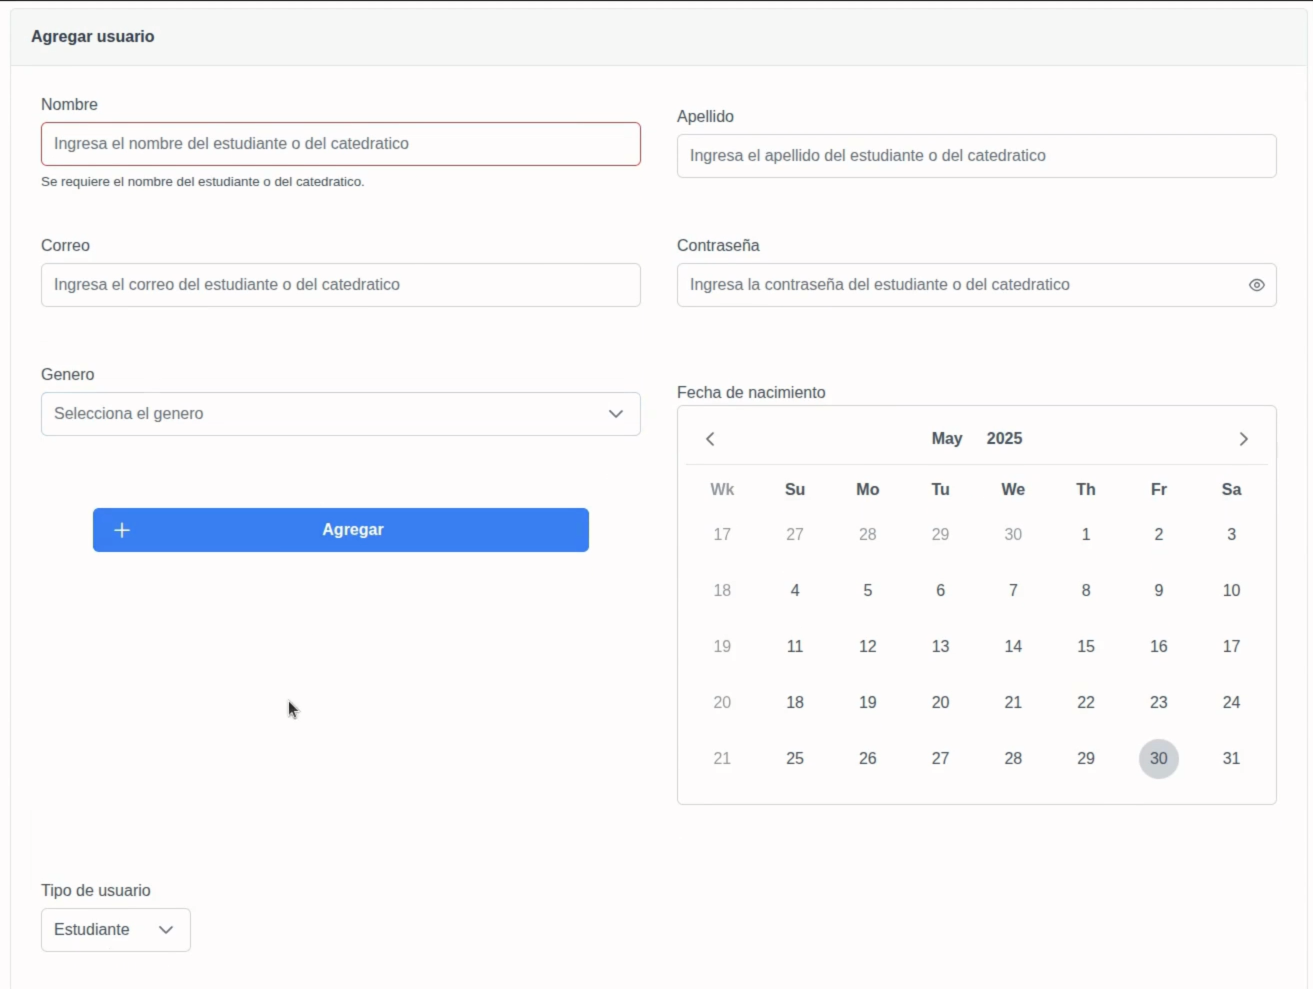 Agregar usuario
Nombre
Ingresa el nombre del estudiante o del catedratico
Se requiere el nombre del estudiante o del catedratico.
Apellido
Ingresa el apellido del estudiante o del catedratico
Correo
Ingresa el correo del estudiante o del catedratico
Contraseña
Ingresa la contraseña del estudiante o del catedratico
Genero
Selecciona el genero
Agregar
Fecha de nacimiento
May 2025
Wk Su Mo Tu We Th Fr Sa
17 27 28 29 30 1 2 3
18 4 5 6 7 8 9 10
19 11 12 13 14 15 16 17
20 18 19 20 21 22 23 24
21 25 26 27 28 29 30 31
Tipo de usuario
Estudiante